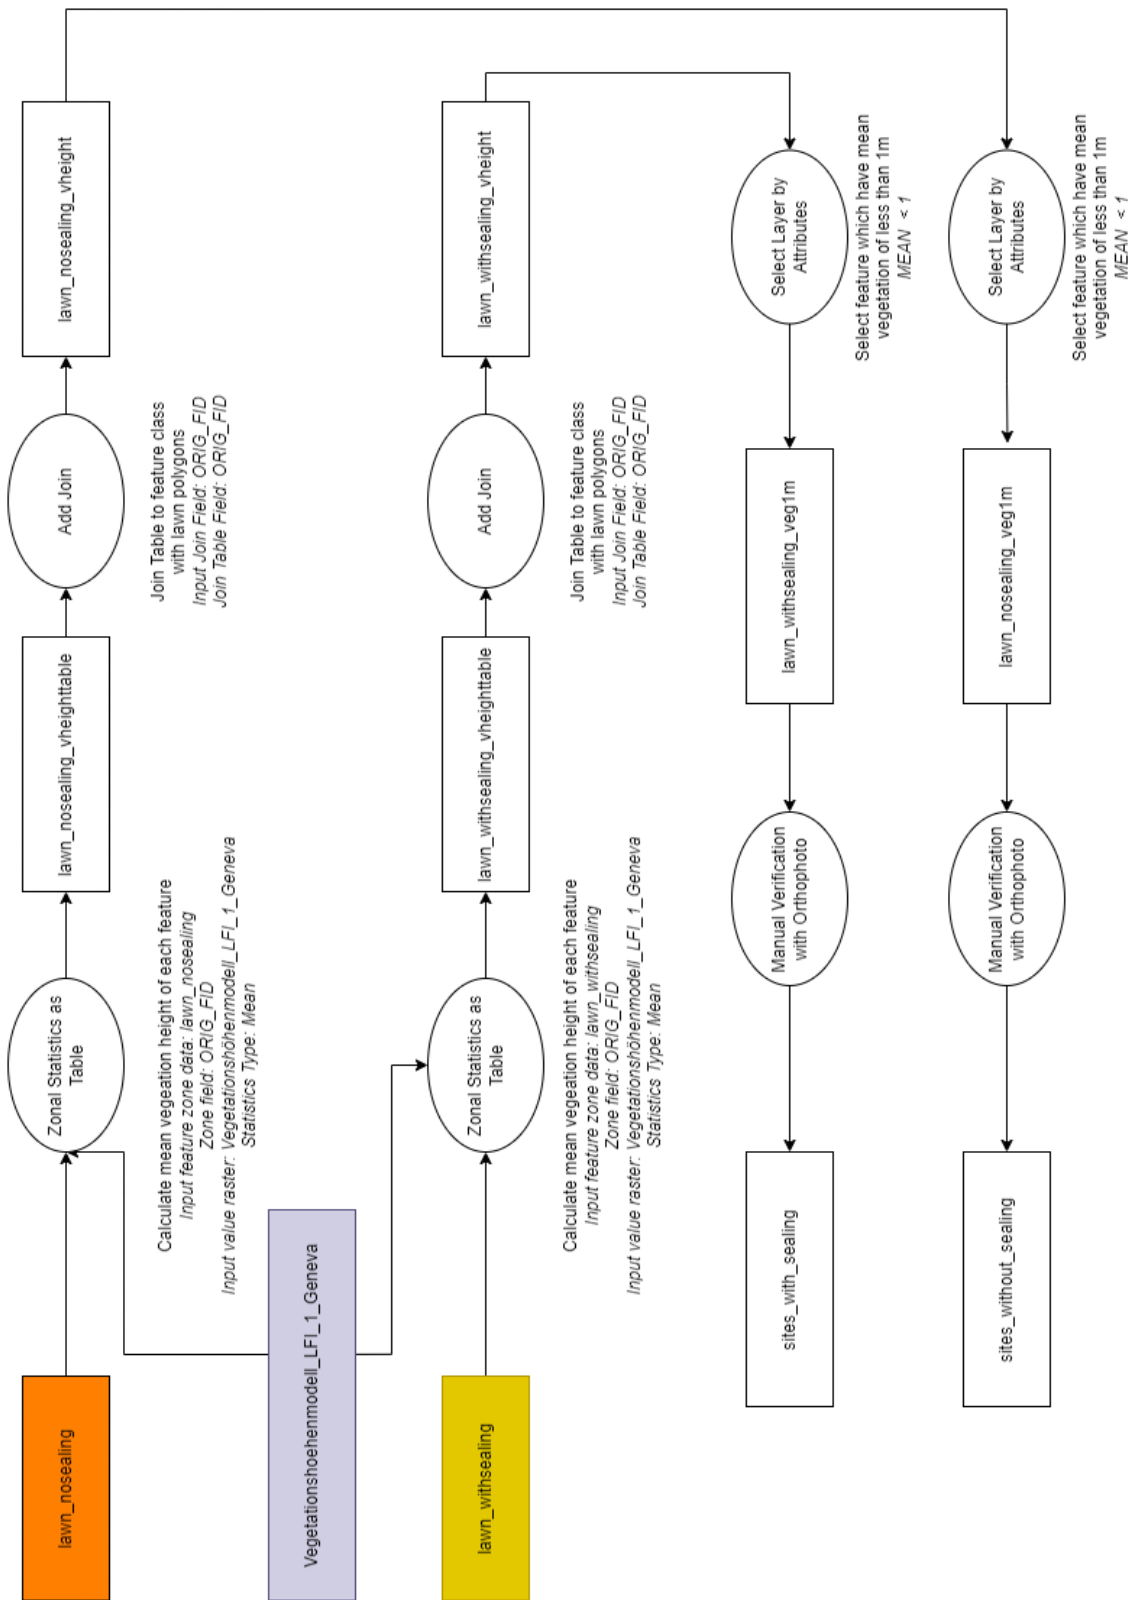 lawn_nosealing
Zonal Statistics as
Table
Calculate mean vegeation height of each feature
Input feature zone data: lawn_nosealing
Zone field: ORIG_FID
Input value raster: Vegetationshöhenmodell_LFI_1_Geneva
Statistics Type: Mean
lawn_nosealing_vheighttable
Add Join
Join Table to feature class
with lawn polygons
Input Join Field: ORIG_FID
Join Table Field: ORIG_FID
lawn_nosealing_vheight
Vegetationshoehenmodell_LFI_1_Geneva
lawn_withsealing
Zonal Statistics as
Table
Calculate mean vegeation height of each feature
Input feature zone data: lawn_withsealing
Zone field: ORIG_FID
Input value raster: Vegetationshöhenmodell_LFI_1_Geneva
Statistics Type: Mean
lawn_withsealing_vheighttable
Add Join
Join Table to feature class
with lawn polygons
Input Join Field: ORIG_FID
Join Table Field: ORIG_FID
lawn_withsealing_vheight
Select Layer by
Attributes
Select feature which have mean
vegetation of less than 1m
MEAN < 1
lawn_withsealing_veg1m
Manual Verification
with Orthophoto
sites_with_sealing
Select Layer by
Attributes
Select feature which have mean
vegetation of less than 1m
MEAN < 1
lawn_nosealing_veg1m
Manual Verification
with Orthophoto
sites_without_sealing